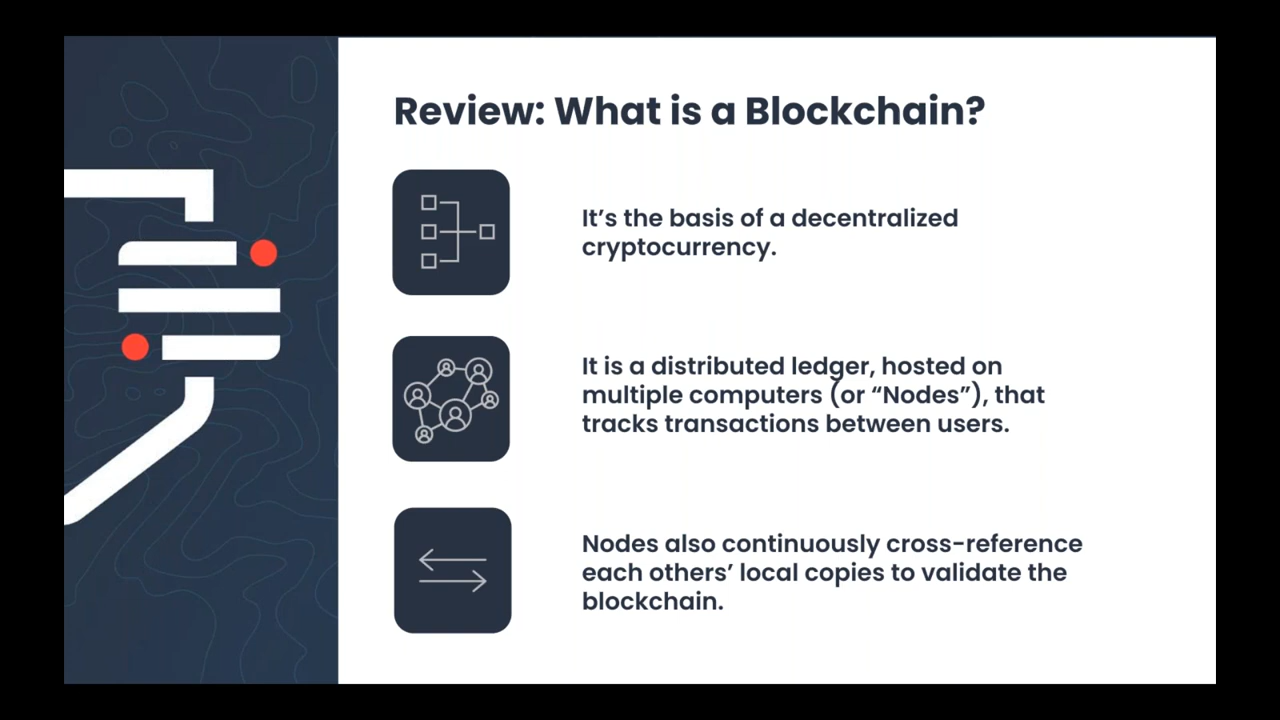 Review: What is a Blockchain?
It’s the basis of a decentralized
cryptocurrency.
It is a distributed ledger, hosted on
multiple computers (or “Nodes”), that
tracks transactions between users.
Nodes also continuously cross-reference
each others’ local copies to validate the
blockchain.